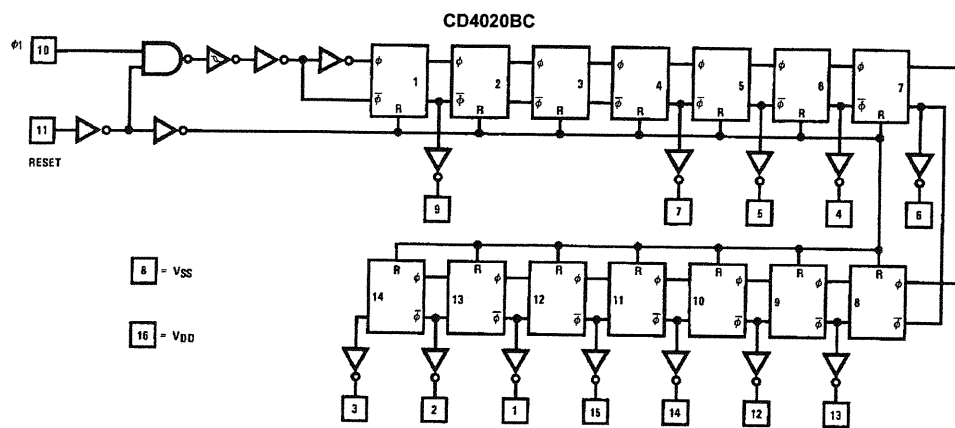 CD4020BC
ϕ1 10
ϕ ϕ ϕ ϕ ϕ ϕ
1 2 3 4 5 6 7
ϕ̅ ϕ̅ ϕ̅ ϕ̅ ϕ̅ ϕ̅
R R R R R R R
11
RESET
9 7 5 4 6
8 = VSS
R R R R R R R
ϕ ϕ ϕ ϕ ϕ ϕ ϕ
14 13 12 11 10 9 8
ϕ̅ ϕ̅ ϕ̅ ϕ̅ ϕ̅ ϕ̅ ϕ̅
16 = VDD
3 2 1 15 14 12 13